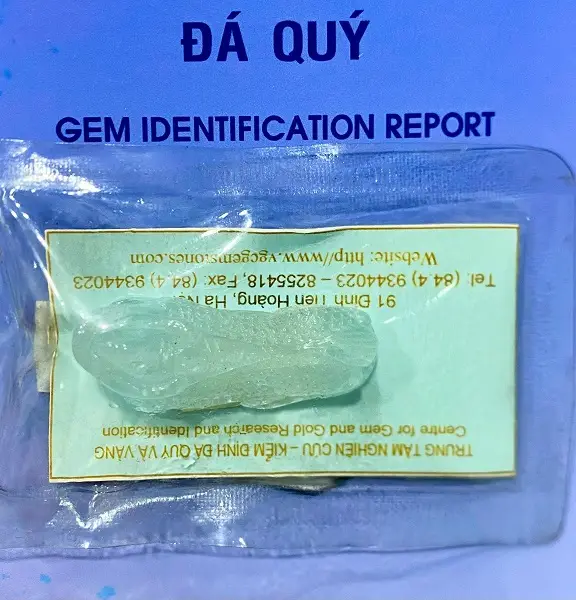 ĐÁ QUÝ
GEM IDENTIFICATION REPORT
TRUNG TÂM NGHIÊN CỨU – KIỂM ĐỊNH ĐÁ QUÝ VÀ VÀNG
Centre for Gem and Gold Research and Identification
91 Đinh Tiên Hoàng, Hà
Tel: (84.4) 9344023 – 8255418, Fax: (84.4) 9344023
Website: http//www.vgcgemstones.com